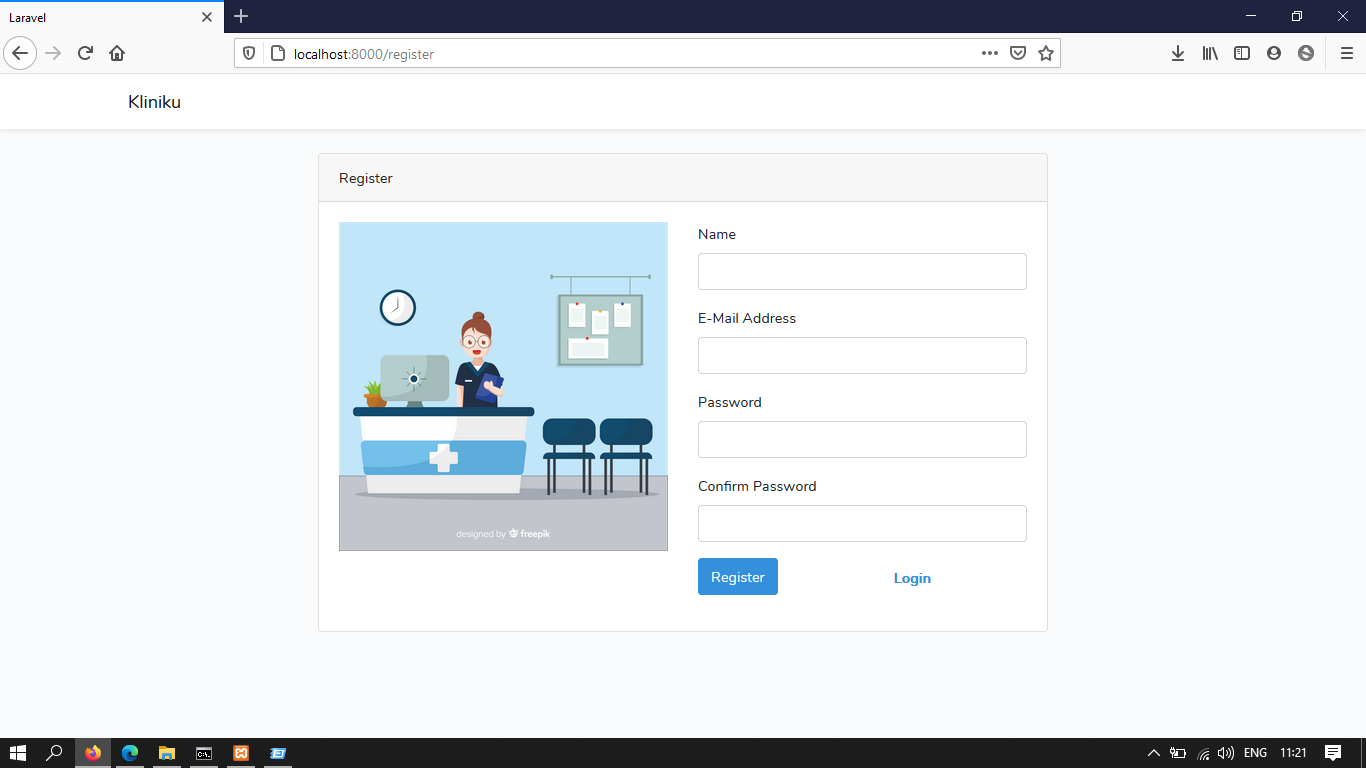 Laravel
localhost:8000/register
Kliniku
Register
Name
E-Mail Address
Password
Confirm Password
designed by freepik
Register
Login
ENG
11:21